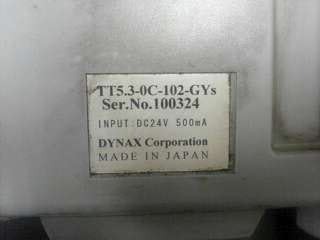 TT5.3-0C-102-GYs
Ser.No.100324
INPUT:DC24V 500mA
DYNAX Corporation
MADE IN JAPAN